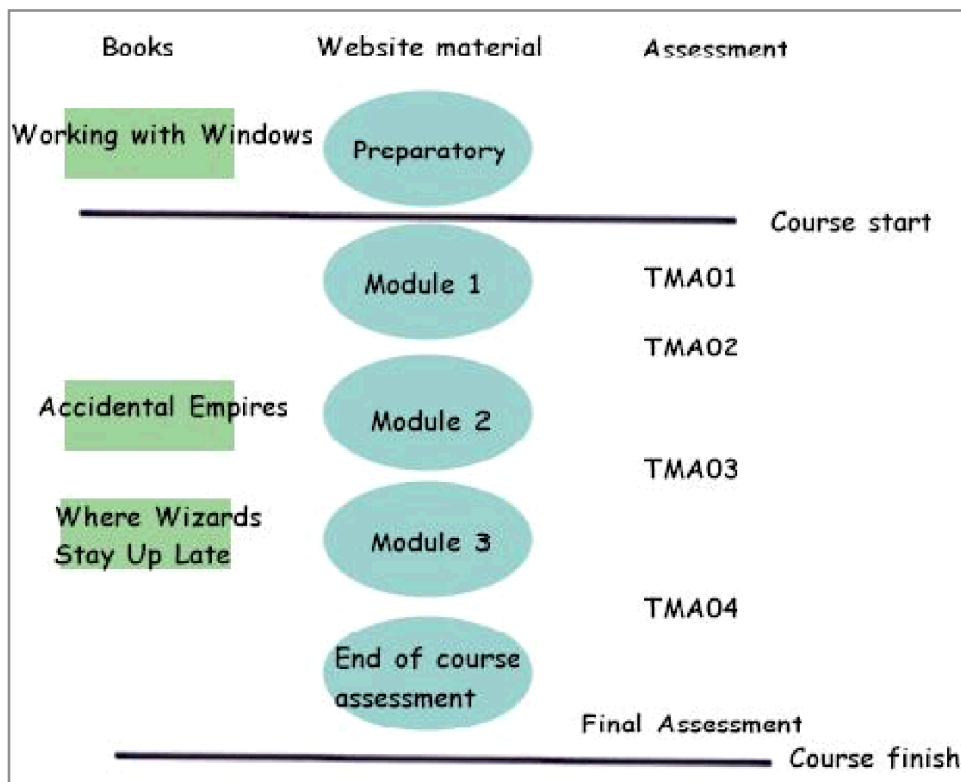 Books Website material Assessment
Working with Windows
Preparatory
Course start
Module 1
TMA01
TMA02
Accidental Empires
Module 2
TMA03
Where Wizards
Stay Up Late
Module 3
TMA04
End of course
assessment
Final Assessment
Course finish